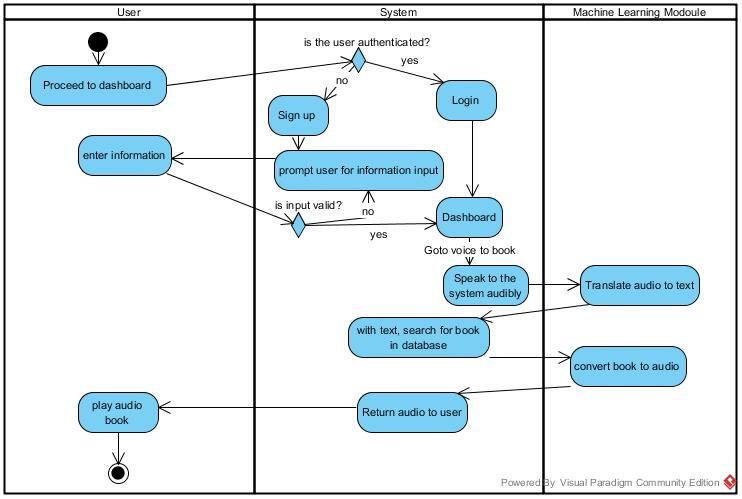 User
System
Machine Learning Modoule
is the user authenticated?
yes
no
Proceed to dashboard
Login
Sign up
enter information
prompt user for information input
is input valid?
no
yes
Dashboard
Goto voice to book
Speak to the
system audibly
Translate audio to text
with text, search for book
in database
convert book to audio
play audio
book
Return audio to user
Powered By Visual Paradigm Community Edition